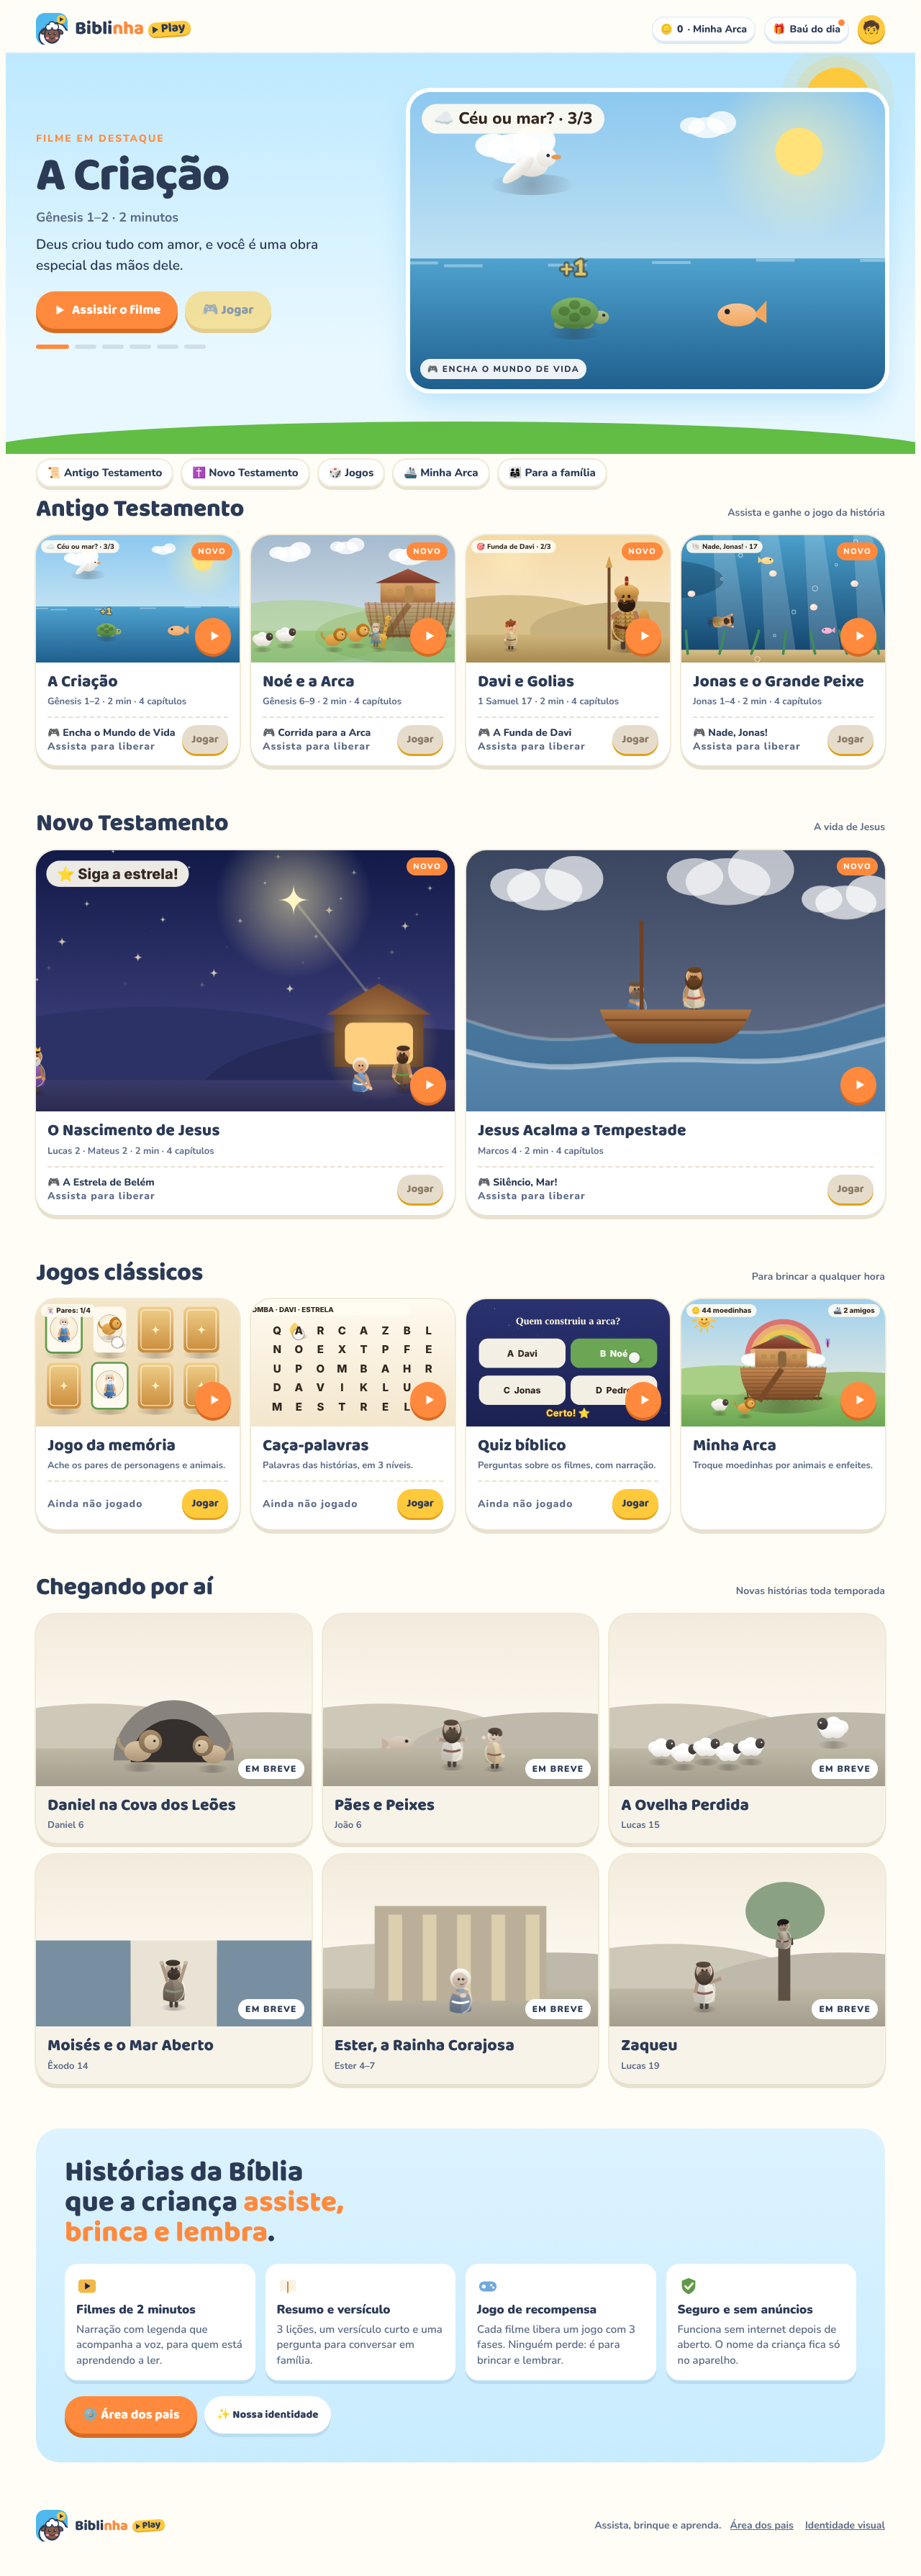 Biblinha Play
0 · Minha Arca
Baú do dia
FILME EM DESTAQUE
A Criação
Gênesis 1–2 · 2 minutos
Deus criou tudo com amor, e você é uma obra
especial das mãos dele.
Assistir o filme
Jogar
Céu ou mar? · 3/3
+1
ENCHA O MUNDO DE VIDA
Antigo Testamento
Novo Testamento
Jogos
Minha Arca
Para a família
Antigo Testamento
Assista e ganhe o jogo da história
Céu ou mar? · 3/3
NOVO
+1
A Criação
Gênesis 1–2 · 2 min · 4 capítulos
Encha o Mundo de Vida
Assista para liberar
Jogar
NOVO
Noé e a Arca
Gênesis 6–9 · 2 min · 4 capítulos
Corrida para a Arca
Assista para liberar
Jogar
Funda de Davi · 2/3
NOVO
Davi e Golias
1 Samuel 17 · 2 min · 4 capítulos
A Funda de Davi
Assista para liberar
Jogar
Nade, Jonas! · 17
NOVO
Jonas e o Grande Peixe
Jonas 1–4 · 2 min · 4 capítulos
Nade, Jonas!
Assista para liberar
Jogar
Novo Testamento
A vida de Jesus
Siga a estrela!
NOVO
O Nascimento de Jesus
Lucas 2 · Mateus 2 · 2 min · 4 capítulos
A Estrela de Belém
Assista para liberar
Jogar
NOVO
Jesus Acalma a Tempestade
Marcos 4 · 2 min · 4 capítulos
Silêncio, Mar!
Assista para liberar
Jogar
Jogos clássicos
Para brincar a qualquer hora
Pares: 1/4
Jogo da memória
Ache os pares de personagens e animais.
Ainda não jogado
Jogar
OMBA · DAVI · ESTRELA
Q A R C A Z B L
N O E X T P F E
U P O M B A H R
D A V I K L U
M E S T R E L
Caça-palavras
Palavras das histórias, em 3 níveis.
Ainda não jogado
Jogar
Quem construiu a arca?
A Davi
B Noé
C Jonas
D Pedro
Certo!
Quiz bíblico
Perguntas sobre os filmes, com narração.
Ainda não jogado
Jogar
44 moedinhas
2 amigos
Minha Arca
Troque moedinhas por animais e enfeites.
Chegando por aí
Novas histórias toda temporada
EM BREVE
Daniel na Cova dos Leões
Daniel 6
EM BREVE
Pães e Peixes
João 6
EM BREVE
A Ovelha Perdida
Lucas 15
EM BREVE
Moisés e o Mar Aberto
Êxodo 14
EM BREVE
Ester, a Rainha Corajosa
Ester 4–7
EM BREVE
Zaqueu
Lucas 19
Histórias da Bíblia
que a criança assiste,
brinca e lembra.
Filmes de 2 minutos
Narração com legenda que
acompanha a voz, para quem está
aprendendo a ler.
Resumo e versículo
3 lições, um versículo curto e uma
pergunta para conversar em
família.
Jogo de recompensa
Cada filme libera um jogo com 3
fases. Ninguém perde: é para
brincar e lembrar.
Seguro e sem anúncios
Funciona sem internet depois de
aberto. O nome da criança fica só
no aparelho.
Área dos pais
Nossa identidade
Biblinha Play
Assista, brinque e aprenda. Área dos pais Identidade visual